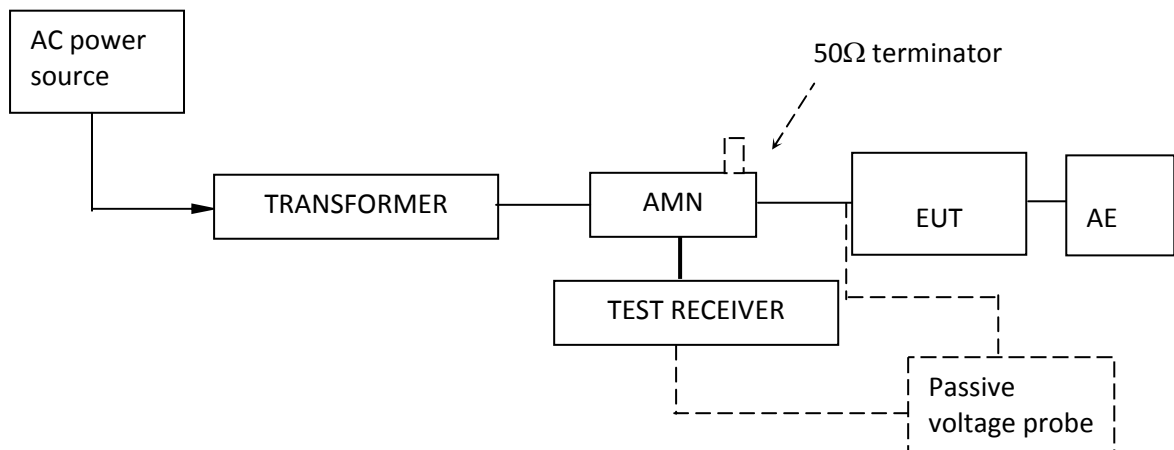 AC power
source
50Ω terminator
TRANSFORMER
AMN
EUT
AE
TEST RECEIVER
Passive
voltage probe